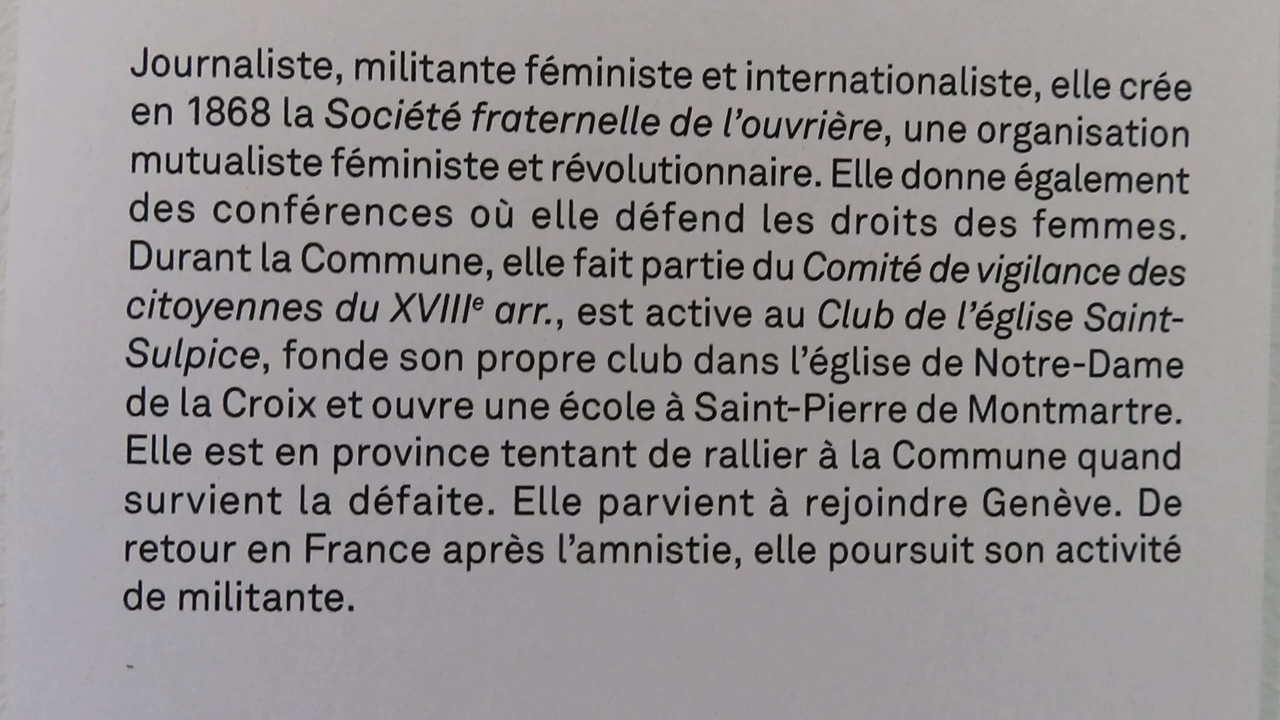 Journaliste, militante féministe et internationaliste, elle crée
en 1868 la Société fraternelle de l'ouvrière, une organisation
mutualiste féministe et révolutionnaire. Elle donne également
des conférences où elle défend les droits des femmes.
Durant la Commune, elle fait partie du Comité de vigilance des
citoyennes du XVIIIe arr., est active au Club de l'église Saint-
Sulpice, fonde son propre club dans l'église de Notre-Dame
de la Croix et ouvre une école à Saint-Pierre de Montmartre.
Elle est en province tentant de rallier à la Commune quand
survient la défaite. Elle parvient à rejoindre Genève. De
retour en France après l'amnistie, elle poursuit son activité
de militante.